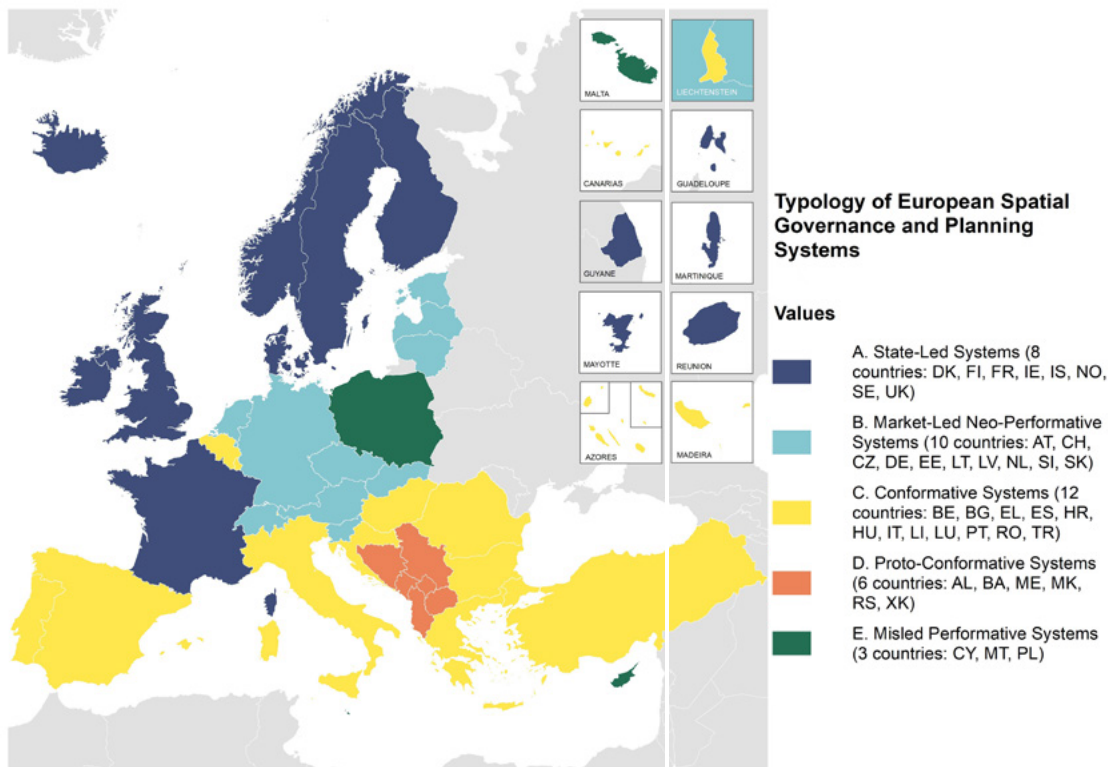 MALTA
LIECHTENSTEIN
CANARIAS
GUADELOUPE
GUYANE
MARTINIQUE
MAYOTTE
REUNION
AZORES
MADEIRA
Typology of European Spatial
Governance and Planning
Systems
Values
A. State-Led Systems (8
countries: DK, FI, FR, IE, IS, NO,
SE, UK)
B. Market-Led Neo-Performative
Systems (10 countries: AT, CH,
CZ, DE, EE, LT, LV, NL, SI, SK)
C. Conformative Systems (12
countries: BE, BG, EL, ES, HR,
HU, IT, LI, LU, PT, RO, TR)
D. Proto-Conformative Systems
(6 countries: AL, BA, ME, MK,
RS, XK)
E. Misled Performative Systems
(3 countries: CY, MT, PL)